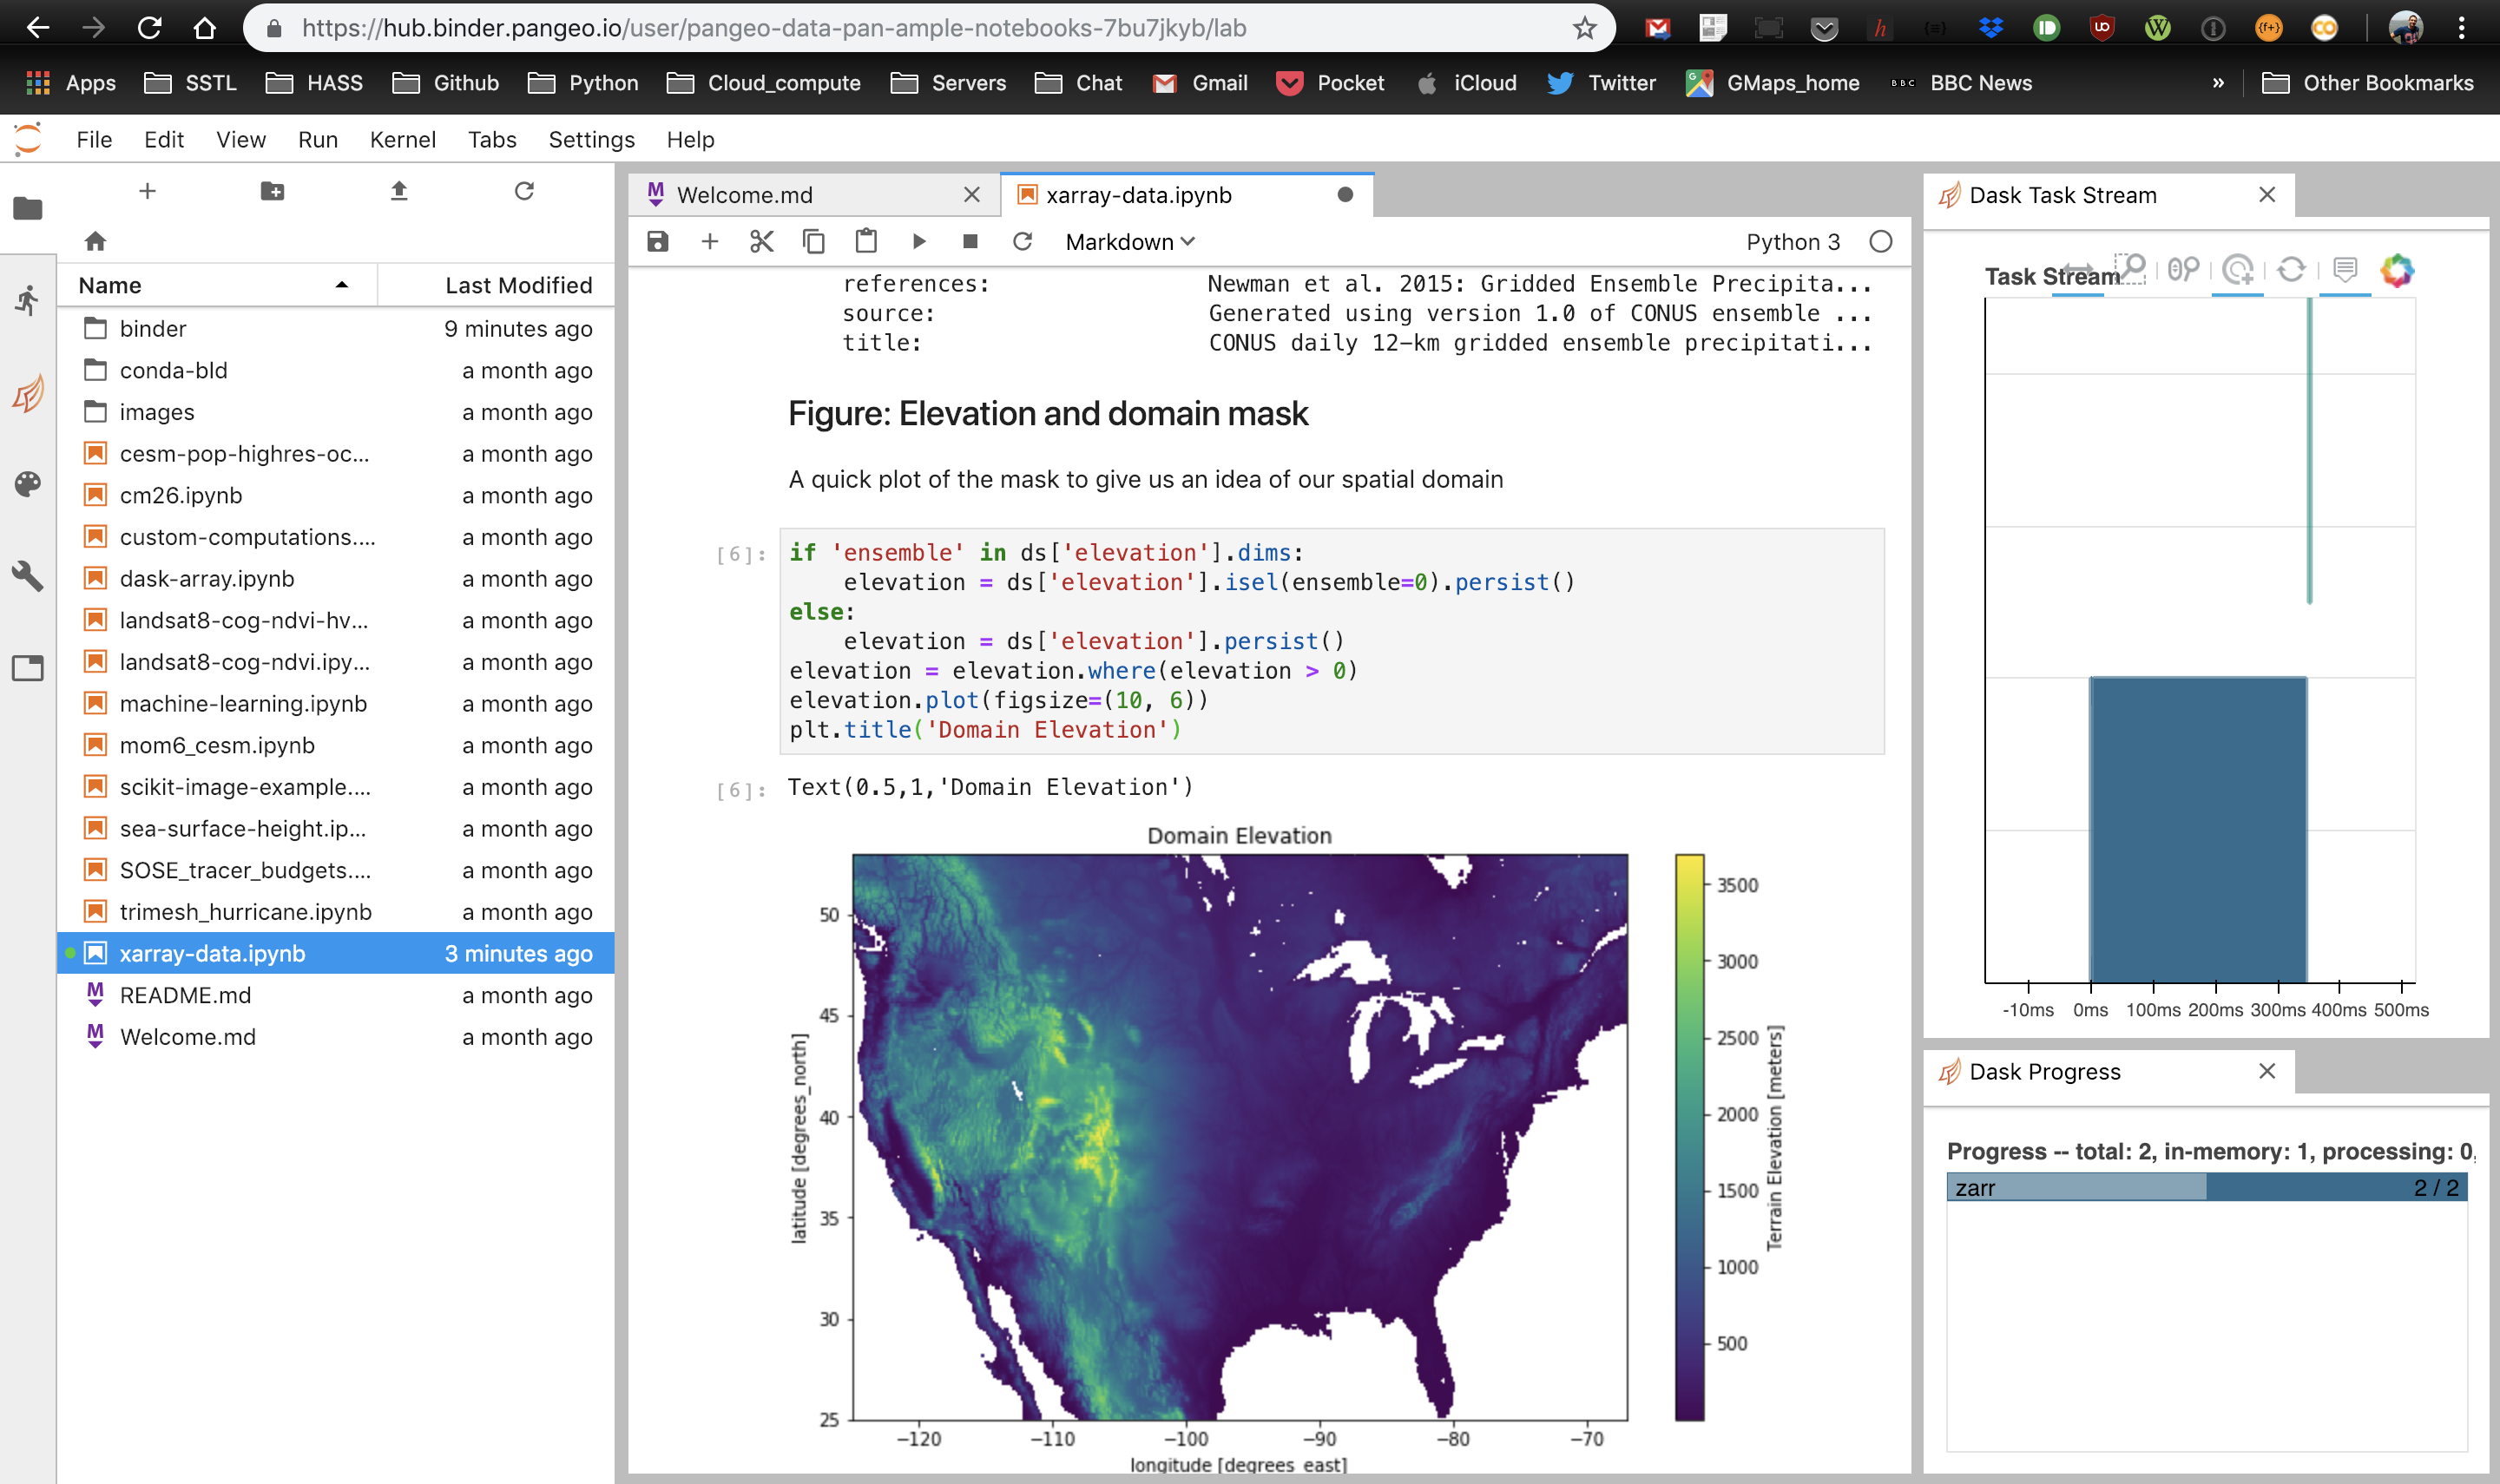 https://hub.binder.pangeo.io/user/pangeo-data-pan-ample-notebooks-7bu7jkyb/lab
Apps SSTL HASS Github Python Cloud_compute Servers Chat Gmail Pocket iCloud Twitter GMaps_home BBC BBC News » Other Bookmarks
File Edit View Run Kernel Tabs Settings Help
Name Last Modified
binder 9 minutes ago
conda-bld a month ago
images a month ago
cesm-pop-highres-oc... a month ago
cm26.ipynb a month ago
custom-computations.... a month ago
dask-array.ipynb a month ago
landsat8-cog-ndvi-hv... a month ago
landsat8-cog-ndvi.ipy... a month ago
machine-learning.ipynb a month ago
mom6_cesm.ipynb a month ago
scikit-image-example.... a month ago
sea-surface-height.ip... a month ago
SOSE_tracer_budgets.... a month ago
trimesh_hurricane.ipynb a month ago
xarray-data.ipynb 3 minutes ago
M README.md a month ago
M Welcome.md a month ago
M Welcome.md xarray-data.ipynb
Markdown Python 3
references: Newman et al. 2015: Gridded Ensemble Precipita...
source: Generated using version 1.0 of CONUS ensemble ...
title: CONUS daily 12-km gridded ensemble precipitati...
Figure: Elevation and domain mask
A quick plot of the mask to give us an idea of our spatial domain
[6]: if 'ensemble' in ds['elevation'].dims:
elevation = ds['elevation'].isel(ensemble=0).persist()
else:
elevation = ds['elevation'].persist()
elevation = elevation.where(elevation > 0)
elevation.plot(figsize=(10, 6))
plt.title('Domain Elevation')
[6]: Text(0.5,1,'Domain Elevation')
Domain Elevation
50
45
40
35
30
25
latitude [degrees_north]
−120 −110 −100 −90 −80 −70
longitude [degrees_east]
3500
3000
2500
2000
1500
1000
500
Terrain Elevation [meters]
Dask Task Stream
Task Stream
-10ms 0ms 100ms 200ms 300ms 400ms 500ms
Dask Progress
Progress -- total: 2, in-memory: 1, processing: 0,
zarr 2 / 2